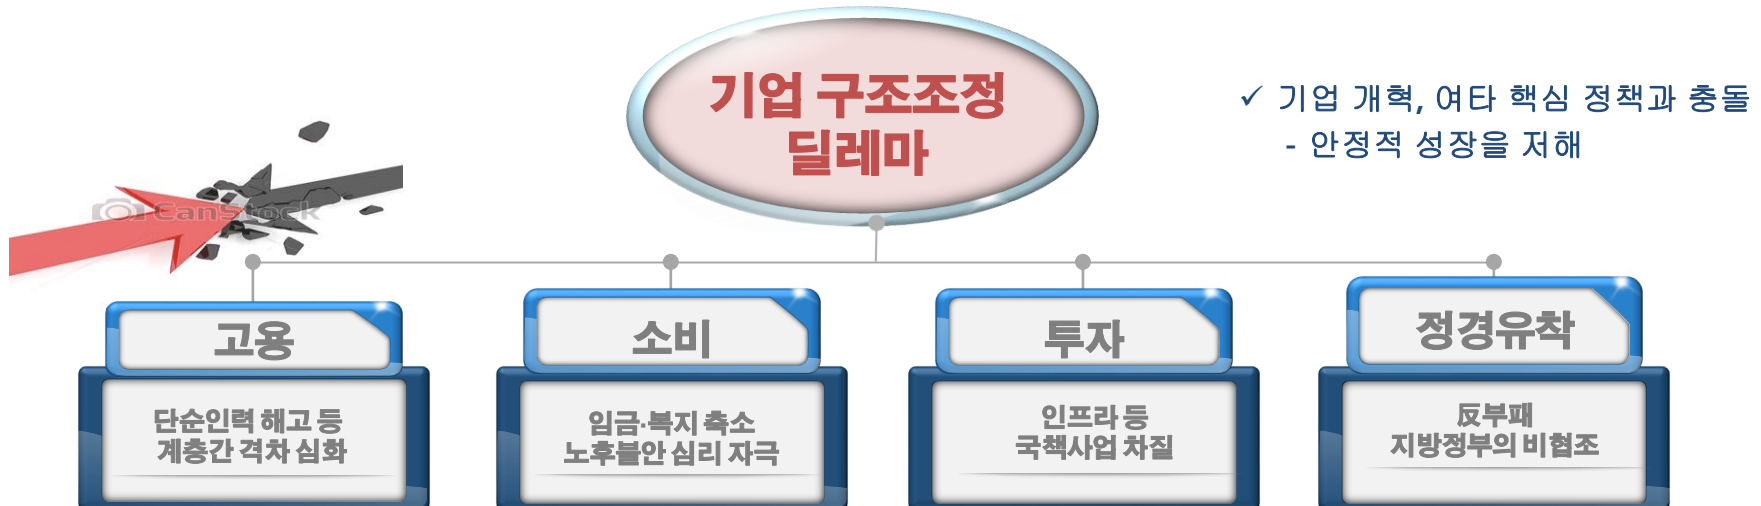 기업 구조조정
딜레마
✓ 기업 개혁, 여타 핵심 정책과 충돌
- 안정적 성장을 저해
CanStock
고용
단순인력 해고 등
계층간 격차 심화
소비
임금·복지 축소
노후불안 심리 자극
투자
인프라 등
국책사업 차질
정경유착
反부패
지방정부의 비협조